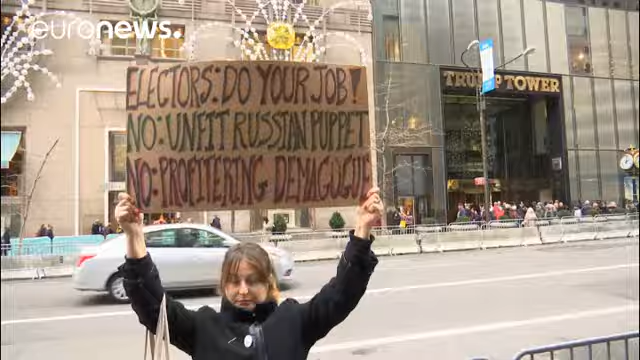 euronews.
TRUMP TOWER
ELECTORS: DO YOUR JOB!
NO: UNFIT RUSSIAN PUPPET
NO: PROFITEERING DEMAGOGUE